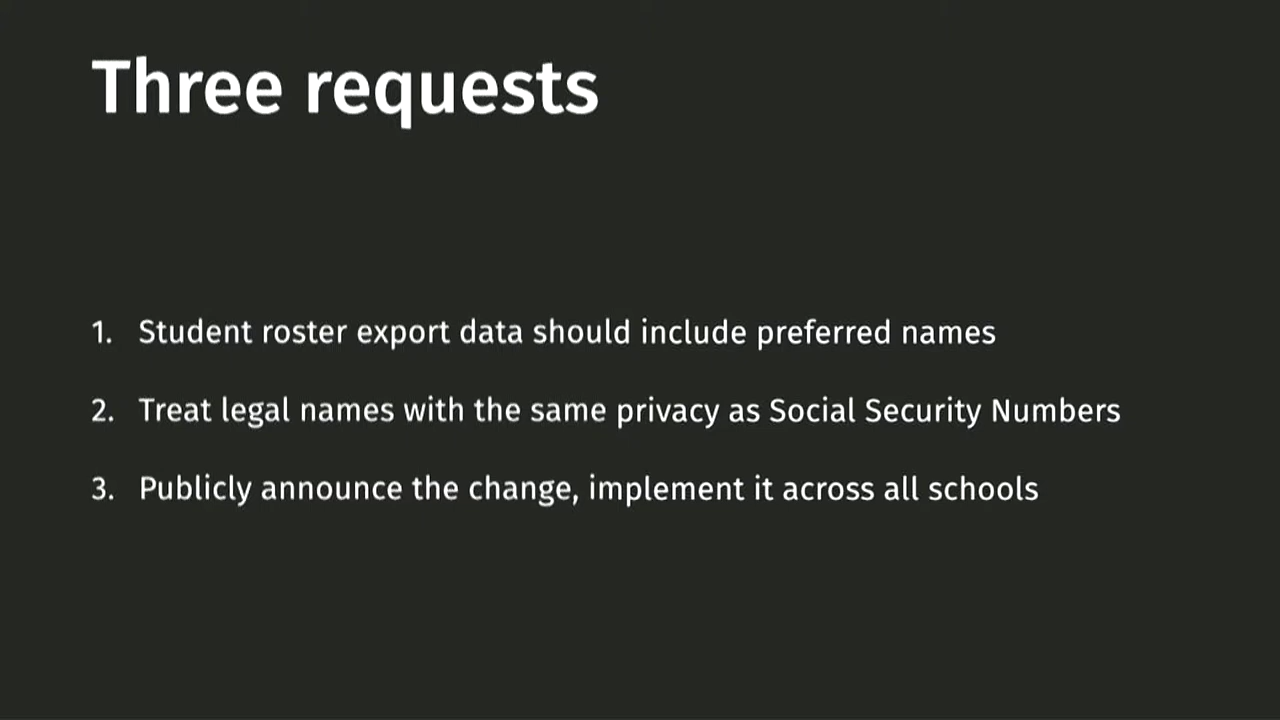 Three requests
1. Student roster export data should include preferred names
2. Treat legal names with the same privacy as Social Security Numbers
3. Publicly announce the change, implement it across all schools